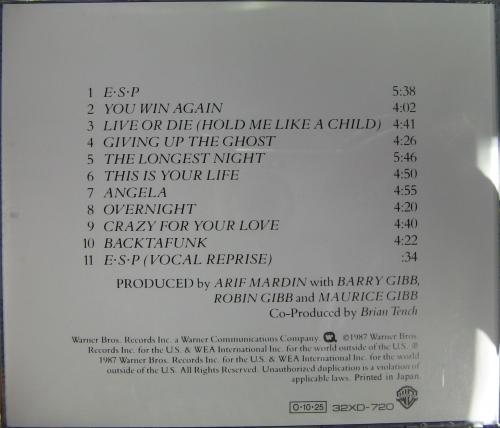 1 E·S·P 5:38
2 YOU WIN AGAIN 4:02
3 LIVE OR DIE (HOLD ME LIKE A CHILD) 4:41
4 GIVING UP THE GHOST 4:26
5 THE LONGEST NIGHT 5:46
6 THIS IS YOUR LIFE 4:50
7 ANGELA 4:55
8 OVERNIGHT 4:20
9 CRAZY FOR YOUR LOVE 4:40
10 BACKTAFUNK 4:22
11 E·S·P (VOCAL REPRISE) :34
PRODUCED by ARIF MARDIN with BARRY GIBB,
ROBIN GIBB and MAURICE GIBB
Co-Produced by Brian Tench
Warner Bros. Records Inc. a Warner Communications Company. ©1987 Warner Bros.
Records Inc. for the U.S. & WEA International Inc. for the world outside of the U.S. ℗
1987 Warner Bros. Records Inc. for the U.S. & WEA International Inc. for the world
outside of the U.S. All Rights Reserved. Unauthorized duplication is a violation of
applicable laws. Printed in Japan.
O·10·25 32XD-720